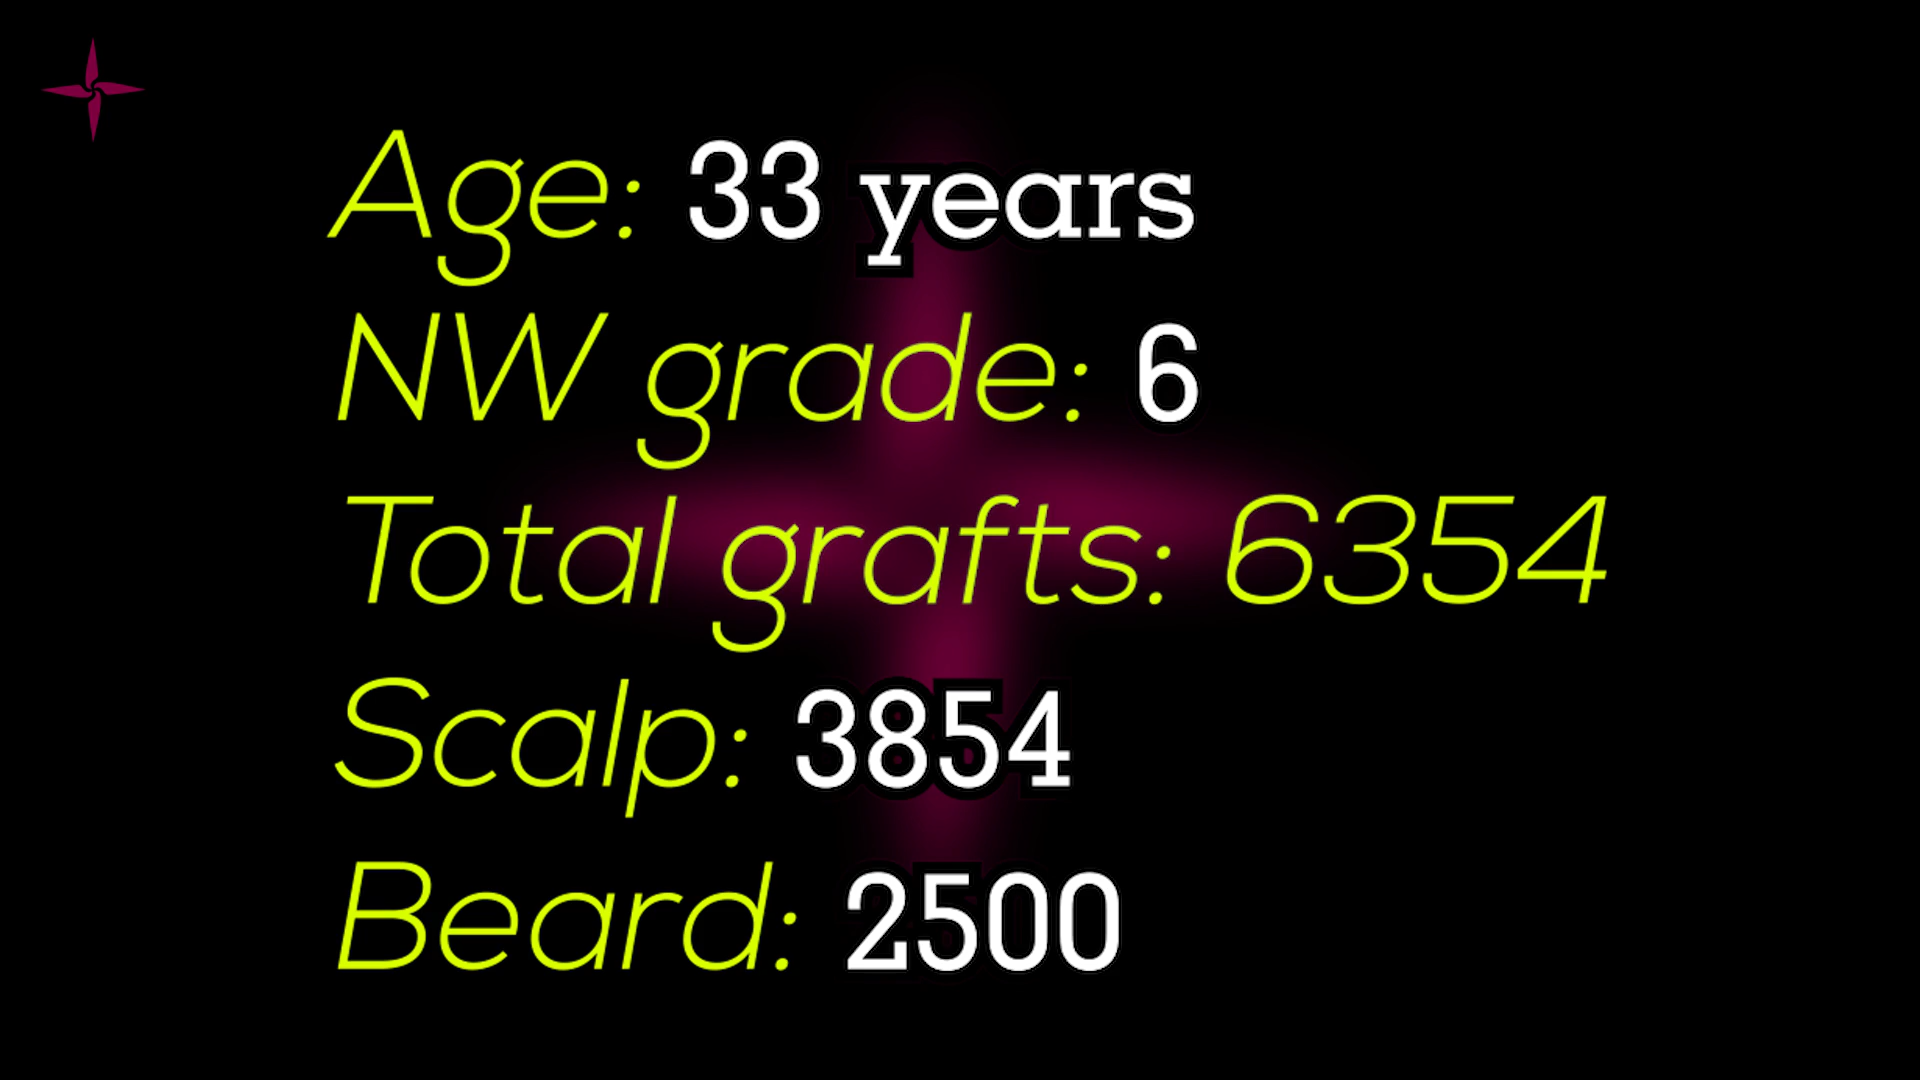 Age: 33 years
NW grade: 6
Total grafts: 6354
Scalp: 3854
Beard: 2500